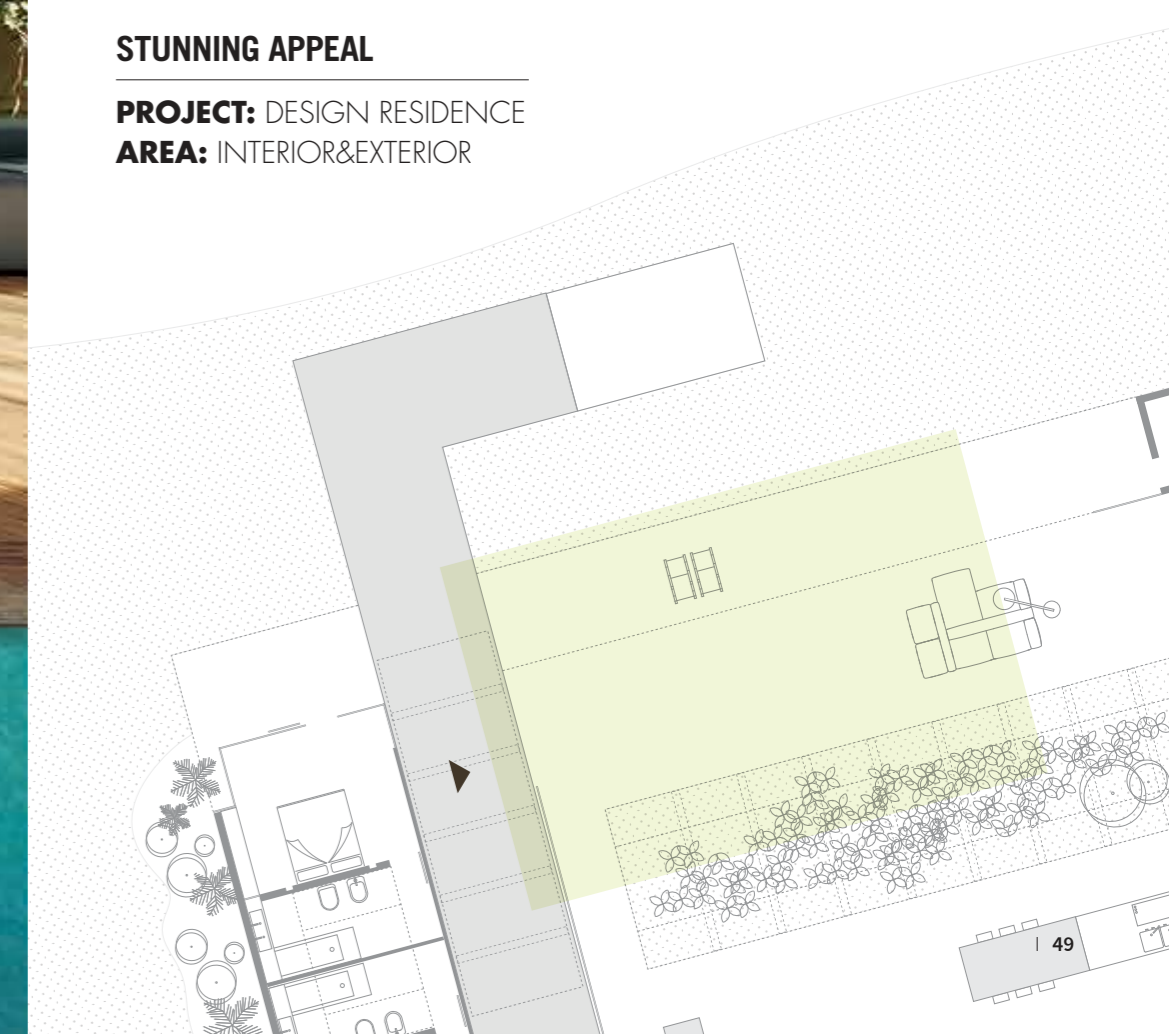 STUNNING APPEAL
PROJECT: DESIGN RESIDENCE
AREA: INTERIOR&EXTERIOR
| 49